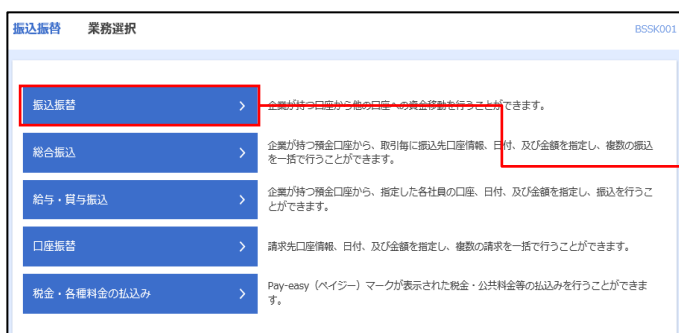 振込振替 業務選択 BSSK001
振込振替
企業が持つ口座から他の口座への資金移動を行うことができます。
総合振込
企業が持つ預金口座から、取引毎に振込先口座情報、日付、及び金額を指定し、複数の振込
を一括で行うことができます。
給与・賞与振込
企業が持つ預金口座から、指定した各社員の口座、日付、及び金額を指定し、振込を行うこ
とができます。
口座振替
請求先口座情報、日付、及び金額を指定し、複数の請求を一括で行うことができます。
税金・各種料金の払込み
Pay-easy（ペイジー）マークが表示された税金・公共料金等の払込みを行うことができま
す。